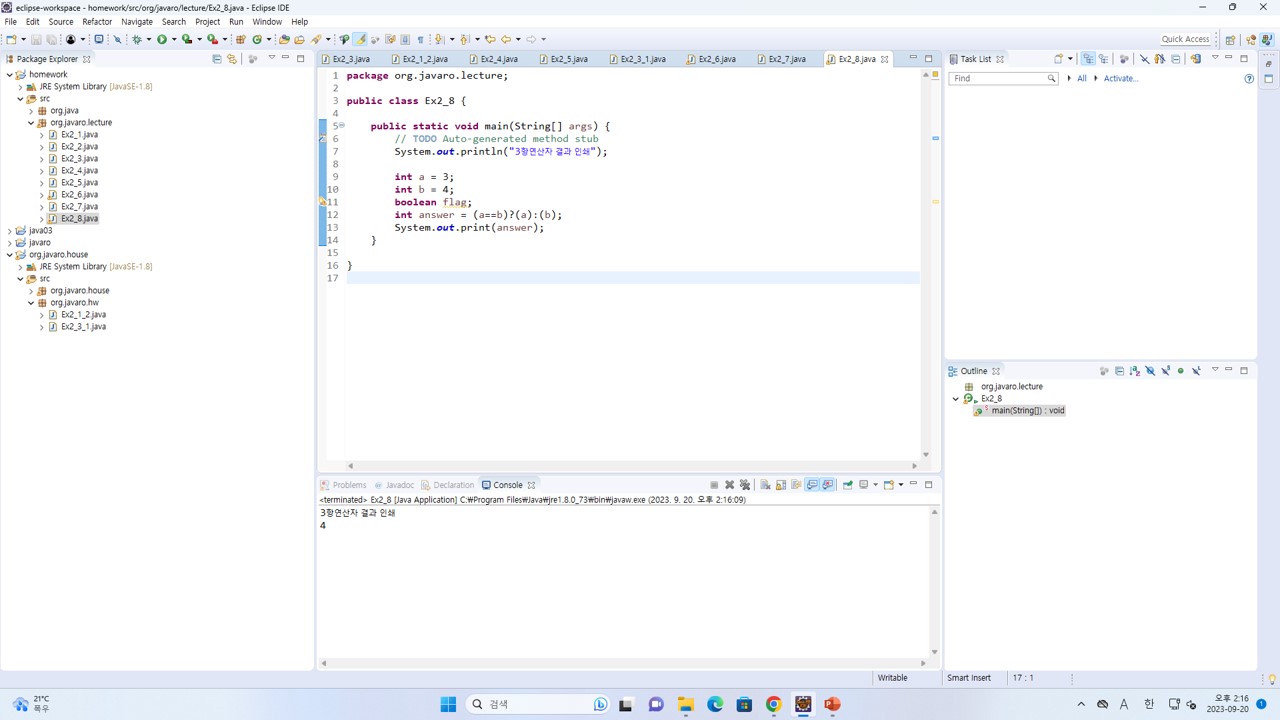 eclipse-workspace - homework/src/org/javaro/lecture/Ex2_8.java - Eclipse IDE
File Edit Source Refactor Navigate Search Project Run Window Help
Quick Access
Package Explorer
homework
JRE System Library [JavaSE-1.8]
src
org.java
org.javaro.lecture
Ex2_1.java
Ex2_2.java
Ex2_3.java
Ex2_4.java
Ex2_5.java
Ex2_6.java
Ex2_7.java
Ex2_8.java
java03
javaro
org.javaro.house
JRE System Library [JavaSE-1.8]
src
org.javaro.house
org.javaro.hw
Ex2_1_2.java
Ex2_3_1.java
Ex2_3.java Ex2_1_2.java Ex2_4.java Ex2_5.java Ex2_3_1.java Ex2_6.java Ex2_7.java Ex2_8.java
1 package org.javaro.lecture;
2
3 public class Ex2_8 {
4
5 public static void main(String[] args) {
6 // TODO Auto-generated method stub
7 System.out.println("3항연산자 결과 인쇄");
8
9 int a = 3;
10 int b = 4;
11 boolean flag;
12 int answer = (a==b)?(a):(b);
13 System.out.print(answer);
14 }
15
16 }
17
Task List
Find All Activate...
Outline
org.javaro.lecture
Ex2_8
main(String[]) : void
Problems Javadoc Declaration Console
<terminated> Ex2_8 [Java Application] C:₩Program Files₩Java₩jre1.8.0_73₩bin₩javaw.exe (2023. 9. 20. 오후 2:16:09)
3항연산자 결과 인쇄
4
Writable Smart Insert 17 : 1
21°C
폭우
검색
A 한
오후 2:16
2023-09-20
1